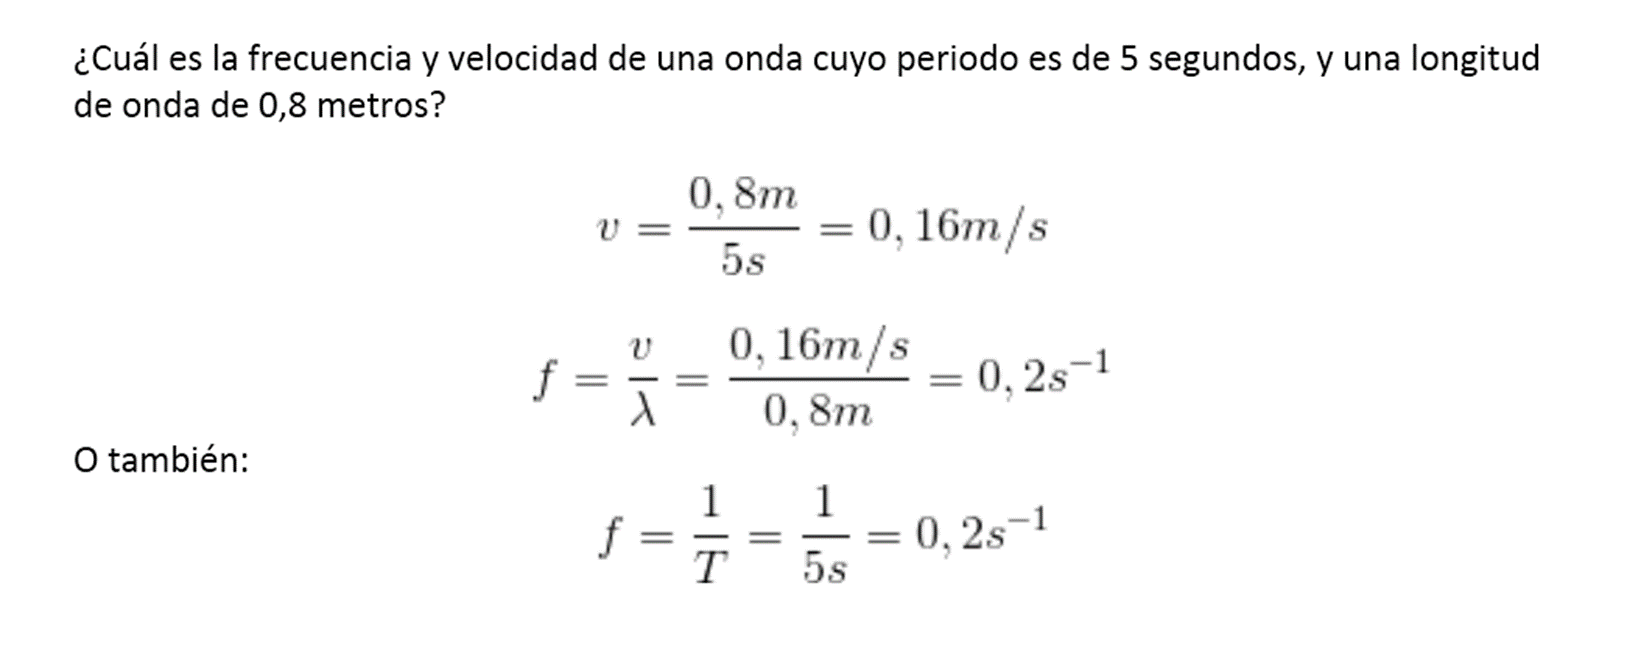 ¿Cuál es la frecuencia y velocidad de una onda cuyo periodo es de 5 segundos, y una longitud
de onda de 0,8 metros?
v = 0,8m / 5s = 0,16m/s
f = v / λ = 0,16m/s / 0,8m = 0,2s⁻¹
O también:
f = 1 / T = 1 / 5s = 0,2s⁻¹